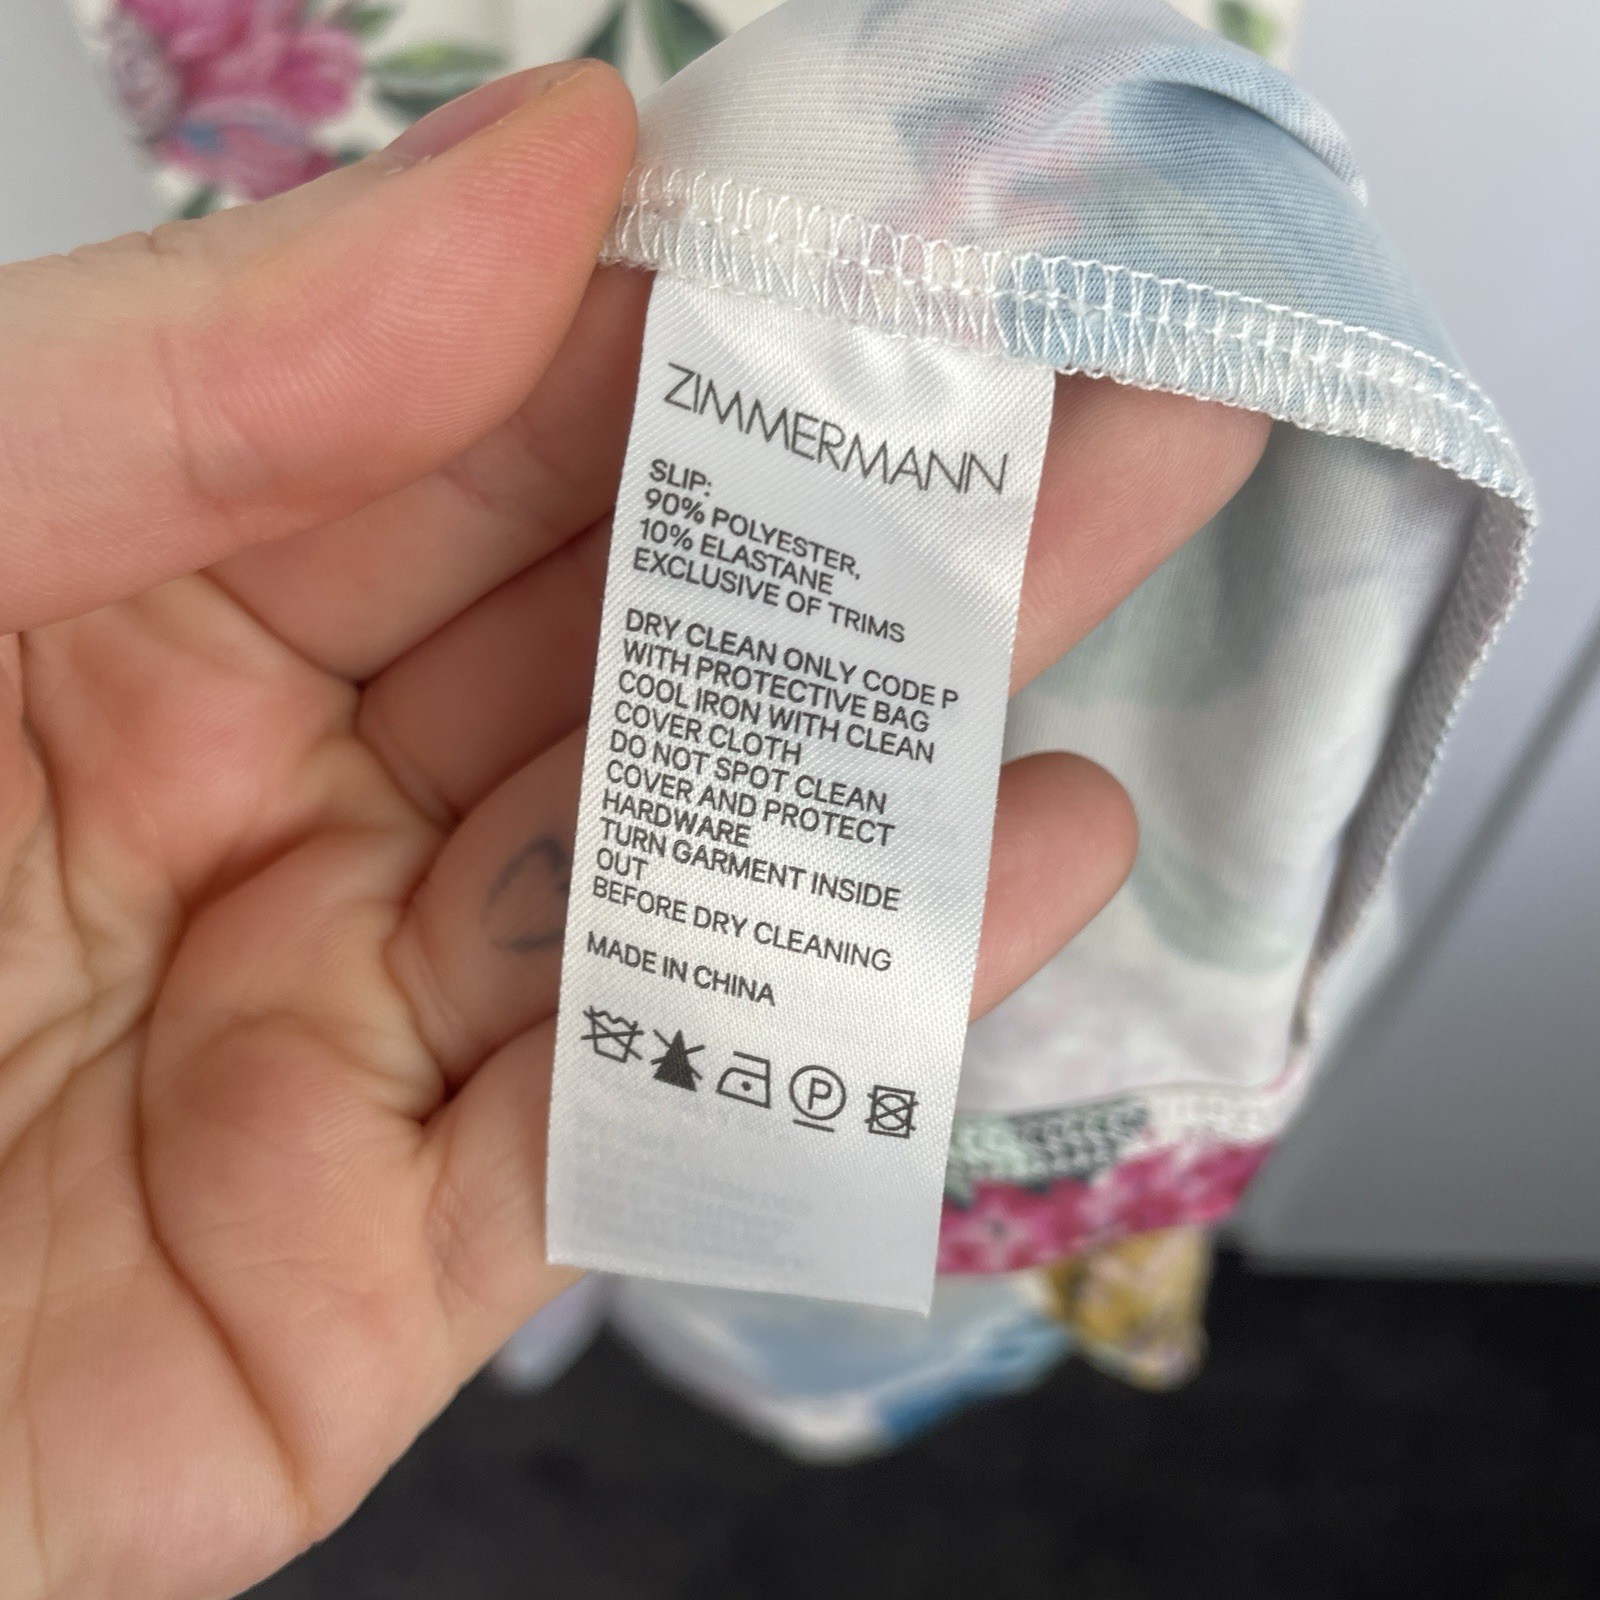 ZIMMERMANN
SLIP:
90% POLYESTER,
10% ELASTANE
EXCLUSIVE OF TRIMS
DRY CLEAN ONLY CODE P
WITH PROTECTIVE BAG
COOL IRON WITH CLEAN
COVER CLOTH
DO NOT SPOT CLEAN
COVER AND PROTECT
HARDWARE
TURN GARMENT INSIDE
OUT
BEFORE DRY CLEANING
MADE IN CHINA
P